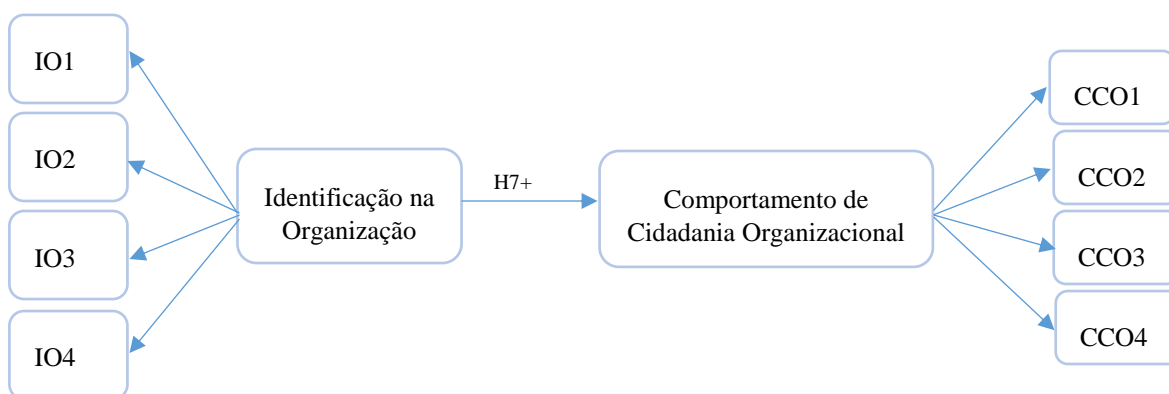 IO1
IO2
IO3
IO4
Identificação na
Organização
H7+
Comportamento de
Cidadania Organizacional
CCO1
CCO2
CCO3
CCO4